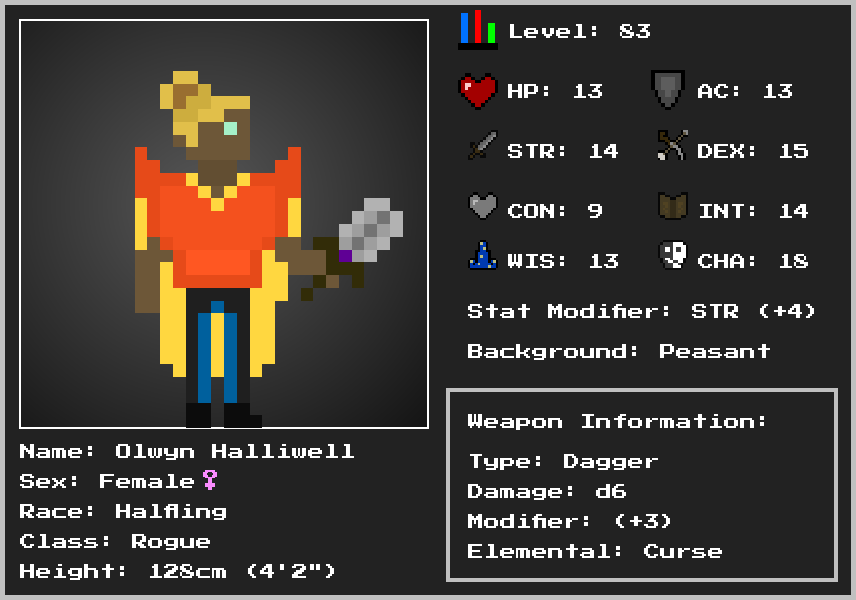 Level: 83
HP: 13
AC: 13
STR: 14
DEX: 15
CON: 9
INT: 14
WIS: 13
CHA: 18
Stat Modifier: STR (+4)
Background: Peasant
Weapon Information:
Type: Dagger
Damage: d6
Modifier: (+3)
Elemental: Curse
Name: Olwyn Halliwell
Sex: Female♀
Race: Halfling
Class: Rogue
Height: 128cm (4'2")